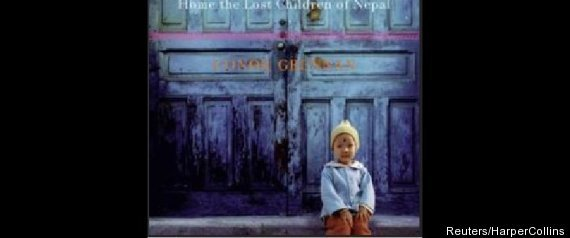 Home the Lost Children of Nepal
CONOR GRENNAN
Reuters/HarperCollins